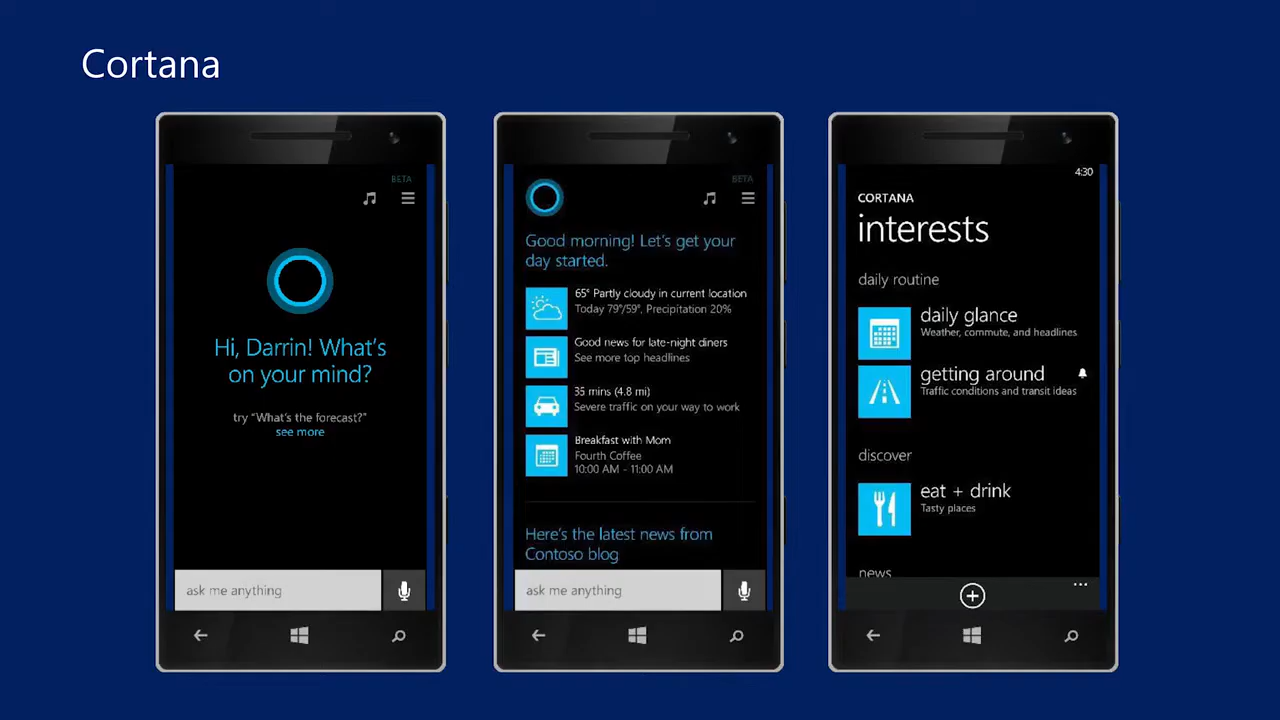 Cortana
BETA
Hi, Darrin! What's
on your mind?
try "What's the forecast?"
see more
ask me anything
BETA
Good morning! Let's get your
day started.
65° Partly cloudy in current location
Today 79°/59°, Precipitation 20%
Good news for late-night diners
See more top headlines
35 mins (4.8 mi)
Severe traffic on your way to work
Breakfast with Mom
Fourth Coffee
10:00 AM - 11:00 AM
Here's the latest news from
Contoso blog
ask me anything
4:30
CORTANA
interests
daily routine
daily glance
Weather, commute, and headlines
getting around
Traffic conditions and transit ideas
discover
eat + drink
Tasty places
news